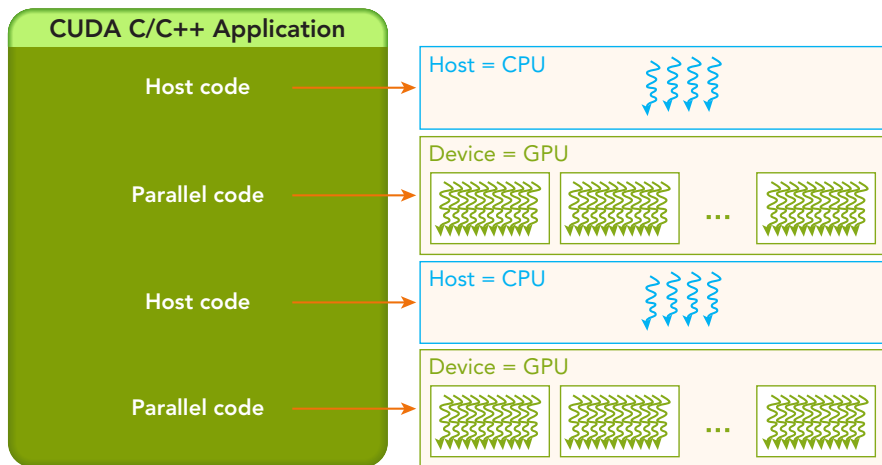 CUDA C/C++ Application
Host code
Host = CPU
Parallel code
Device = GPU
...
Host code
Host = CPU
Parallel code
Device = GPU
...